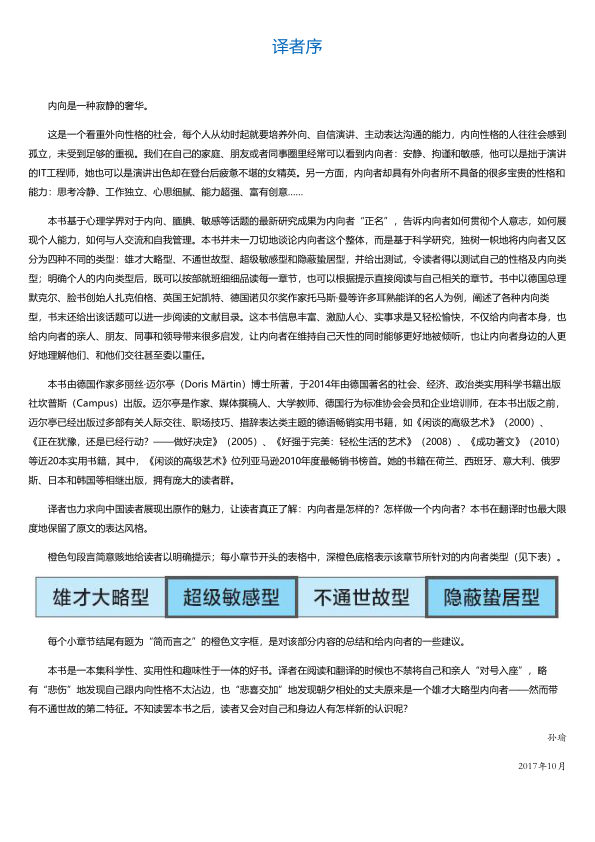 译者序
内向是一种寂静的奢华。
这是一个看重外向性格的社会，每个人从幼时起就要培养外向、自信演讲、主动表达沟通的能力，内向性格的人往往会感到
孤立，未受到足够的重视。我们在自己的家庭、朋友或者同事圈里经常可以看到内向者：安静、拘谨和敏感，他可以是拙于演讲
的IT工程师，她也可以是演讲出色却在登台后疲惫不堪的女精英。另一方面，内向者却具有外向者所不具备的很多宝贵的性格和
能力：思考冷静、工作独立、心思细腻、能力超强、富有创意……
本书基于心理学界对于内向、腼腆、敏感等话题的最新研究成果为内向者“正名”，告诉内向者如何贯彻个人意志，如何展
现个人能力，如何与人交流和自我管理。本书并未一刀切地谈论内向者这个整体，而是基于科学研究，独树一帜地将内向者又区
分为四种不同的类型：雄才大略型、不通世故型、超级敏感型和隐蔽蛰居型，并给出测试，令读者得以测试自己的性格及内向类
型；明确个人的内向类型后，既可以按部就班细细品读每一章节，也可以根据提示直接阅读与自己相关的章节。书中以德国总理
默克尔、脸书创始人扎克伯格、英国王妃凯特、德国诺贝尔奖作家托马斯·曼等许多耳熟能详的名人为例，阐述了各种内向类
型，书末还给出该话题可以进一步阅读的文献目录。这本书信息丰富、激励人心、实事求是又轻松愉快，不仅给内向者本身，也
给内向者的亲人、朋友、同事和领导带来很多启发，让内向者在维持自己天性的同时能够更好地被倾听，也让内向者身边的人更
好地理解他们、和他们交往甚至委以重任。
本书由德国作家多丽丝·迈尔亭（Doris Märtin）博士所著，于2014年由德国著名的社会、经济、政治类实用科学书籍出版
社坎普斯（Campus）出版。迈尔亭是作家、媒体撰稿人、大学教师、德国行为标准协会会员和企业培训师，在本书出版之前，
迈尔亭已经出版过多部有关人际交往、职场技巧、措辞表达类主题的德语畅销实用书籍，如《闲谈的高级艺术》（2000）、
《正在犹豫，还是已经行动？——做好决定》（2005）、《好强于完美：轻松生活的艺术》（2008）、《成功著文》（2010）
等近20本实用书籍，其中，《闲谈的高级艺术》位列亚马逊2010年度最畅销书榜首。她的书籍在荷兰、西班牙、意大利、俄罗
斯、日本和韩国等相继出版，拥有庞大的读者群。
译者也力求向中国读者展现出原作的魅力，让读者真正了解：内向者是怎样的？怎样做一个内向者？本书在翻译时也最大限
度地保留了原文的表达风格。
橙色句段言简意赅地给读者以明确提示；每小章节开头的表格中，深橙色底格表示该章节所针对的内向者类型（见下表）。
雄才大略型 超级敏感型 不通世故型 隐蔽蛰居型
每个小章节结尾有题为“简而言之”的橙色文字框，是对该部分内容的总结和给内向者的一些建议。
本书是一本集科学性、实用性和趣味性于一体的好书。译者在阅读和翻译的时候也不禁将自己和亲人“对号入座”，略
有“悲伤”地发现自己跟内向性格不太沾边，也“悲喜交加”地发现朝夕相处的丈夫原来是一个雄才大略型内向者——然而带
有不通世故的第二特征。不知读罢本书之后，读者又会对自己和身边人有怎样新的认识呢？
孙瑜
2017年10月